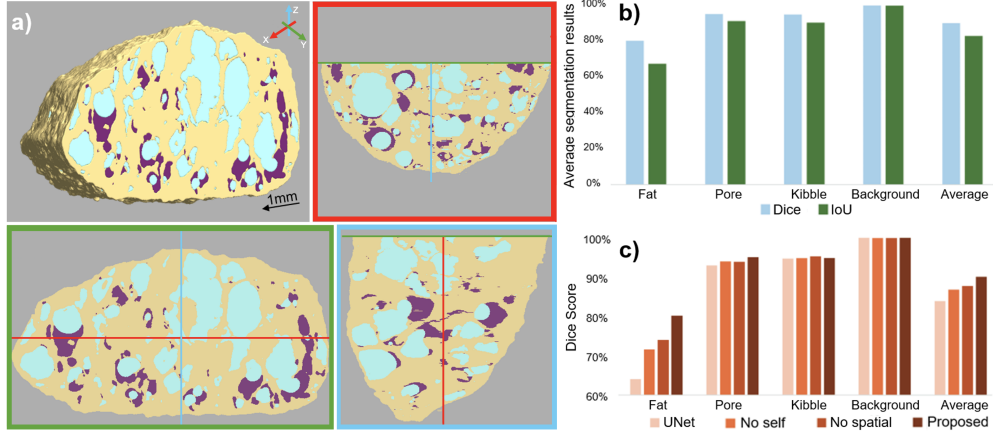 a)
Z
X
Y
1mm
b)
Average segmentation results
100%
80%
60%
40%
20%
0%
Fat Pore Kibble Background Average
Dice IoU
c)
Dice Score
100%
90%
80%
70%
60%
Fat Pore Kibble Background Average
UNet No self No spatial Proposed